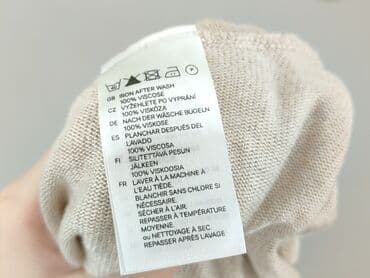 GB IRON AFTER WASH
100% VISCOSE
CZ VYŽEHLETE PO VYPRÁNÍ
100% VISKÓZA
DE NACH DER WÄSCHE BÜGELN
100% VISKOSE
ES PLANCHAR DESPUÉS DEL
LAVADO
100% VISCOSA
FI SILITETTÄVÄ PESUN
JÄLKEEN
100% VISKOOSIA
FR LAVER À LA MACHINE À
L'EAU TIÈDE.
BLANCHIR SANS CHLORE SI
NÉCESSAIRE.
SÉCHER À L'AIR.
REPASSER À TEMPÉRATURE
MOYENNE.
ou NETTOYAGE À SEC.
REPASSER APRÈS LAVAGE